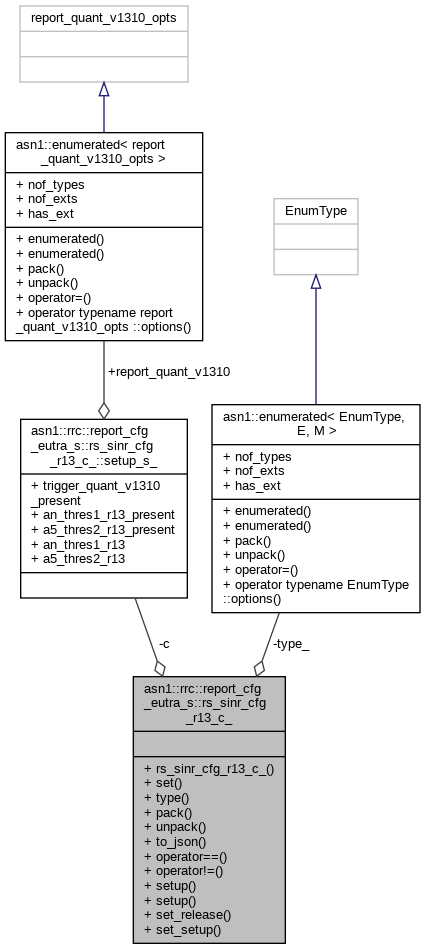 report_quant_v1310_opts
asn1::enumerated< report
_quant_v1310_opts >
+ nof_types
+ nof_exts
+ has_ext
+ enumerated()
+ enumerated()
+ pack()
+ unpack()
+ operator=()
+ operator typename report
_quant_v1310_opts ::options()
EnumType
+report_quant_v1310
asn1::rrc::report_cfg
_eutra_s::rs_sinr_cfg
_r13_c_::setup_s_
+ trigger_quant_v1310
_present
+ an_thres1_r13_present
+ a5_thres2_r13_present
+ an_thres1_r13
+ a5_thres2_r13
asn1::enumerated< EnumType,
E, M >
+ nof_types
+ nof_exts
+ has_ext
+ enumerated()
+ enumerated()
+ pack()
+ unpack()
+ operator=()
+ operator typename EnumType
::options()
-c
-type_
asn1::rrc::report_cfg
_eutra_s::rs_sinr_cfg
_r13_c_
+ rs_sinr_cfg_r13_c_()
+ set()
+ type()
+ pack()
+ unpack()
+ to_json()
+ operator==()
+ operator!=()
+ setup()
+ setup()
+ set_release()
+ set_setup()